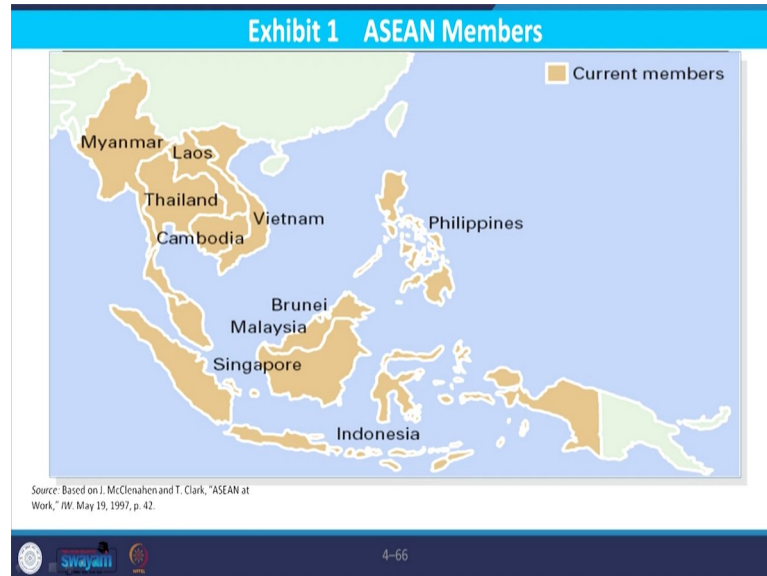 Exhibit 1 ASEAN Members
Current members
Myanmar
Laos
Thailand
Vietnam
Cambodia
Philippines
Brunei
Malaysia
Singapore
Indonesia
Source: Based on J. McClenahen and T. Clark, "ASEAN at
Work," IW. May 19, 1997, p. 42.
swayam
4–66